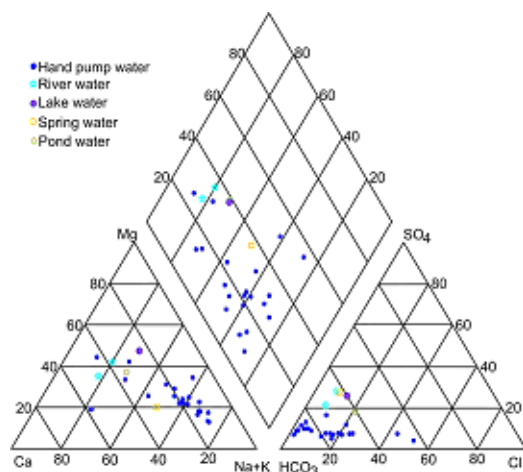 80 80
60 60
Hand pump water
River water
Lake water
Spring water
Pond water
40 40
20 20
Mg SO4
80 80
60 60
40 40
20 20
Ca 80 60 40 20 Na+K HCO3 20 40 60 80 Cl